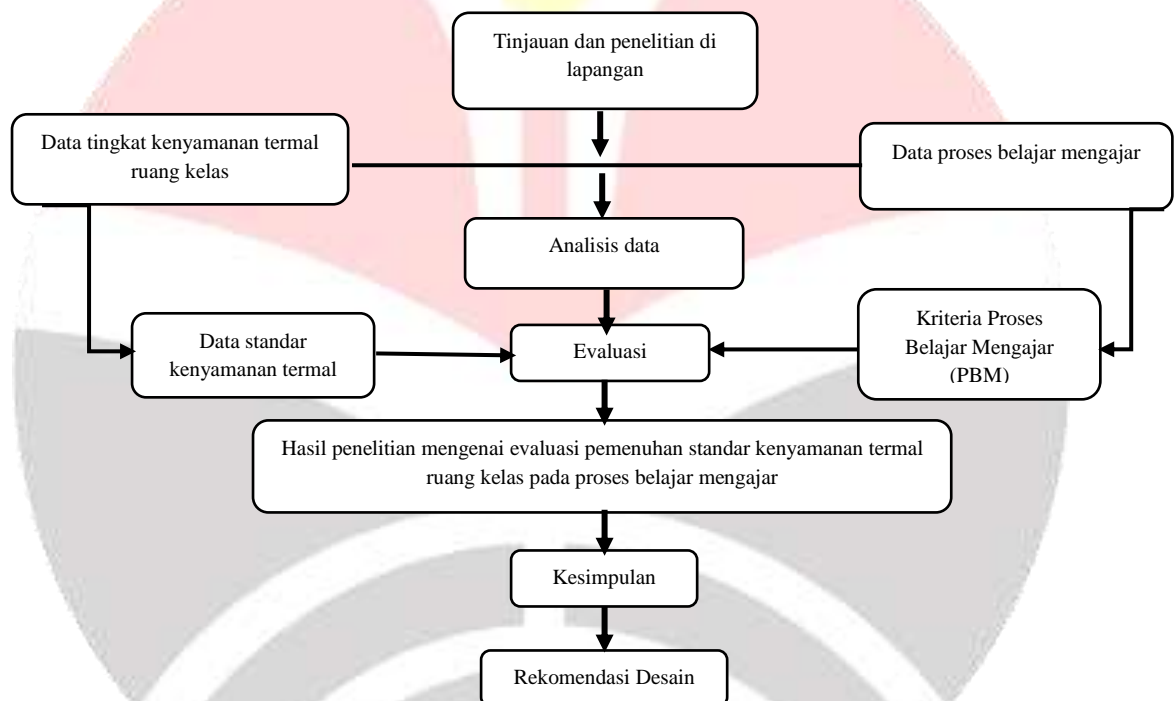 Tinjauan dan penelitian di
lapangan
Data tingkat kenyamanan termal
ruang kelas
Data proses belajar mengajar
Analisis data
Data standar
kenyamanan termal
Evaluasi
Kriteria Proses
Belajar Mengajar
(PBM)
Hasil penelitian mengenai evaluasi pemenuhan standar kenyamanan termal
ruang kelas pada proses belajar mengajar
Kesimpulan
Rekomendasi Desain